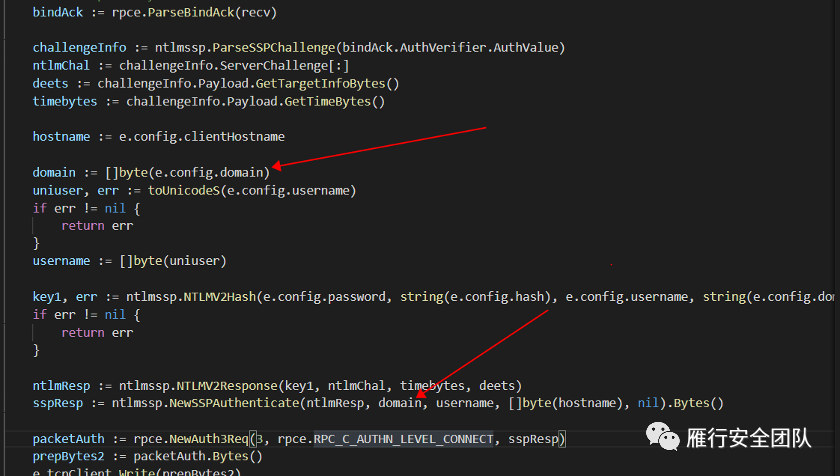 bindAck := rpce.ParseBindAck(recv)
challengeInfo := ntlmssp.ParseSSPChallenge(bindAck.AuthVerifier.AuthValue)
ntlmChal := challengeInfo.ServerChallenge[:]
deets := challengeInfo.Payload.GetTargetInfoBytes()
timebytes := challengeInfo.Payload.GetTimeBytes()
hostname := e.config.clientHostname
domain := []byte(e.config.domain)
uniuser, err := toUnicodeS(e.config.username)
if err != nil {
return err
}
username := []byte(uniuser)
key1, err := ntlmssp.NTLMV2Hash(e.config.password, string(e.config.hash), e.config.username, string(e.config.dom
if err != nil {
return err
}
ntlmResp := ntlmssp.NTLMV2Response(key1, ntlmChal, timebytes, deets)
sspResp := ntlmssp.NewSSPAuthenticate(ntlmResp, domain, username, []byte(hostname), nil).Bytes()
packetAuth := rpce.NewAuth3Req(3, rpce.RPC_C_AUTHN_LEVEL_CONNECT, sspResp)
prepBytes2 := packetAuth.Bytes()
e.tcpClient.Write(prepBytes2)
雁行安全团队